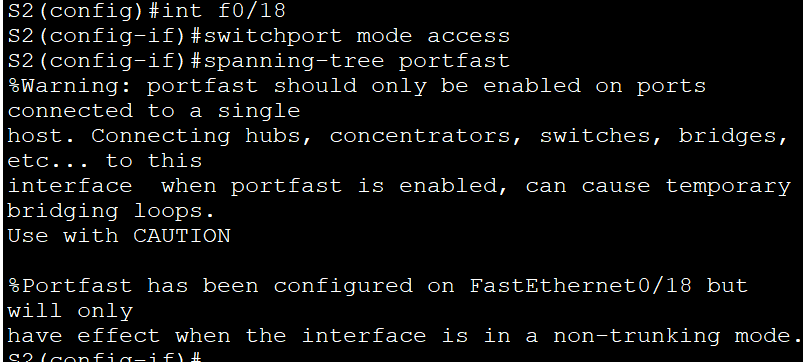 S2(config)#int f0/18
S2(config-if)#switchport mode access
S2(config-if)#spanning-tree portfast
%Warning: portfast should only be enabled on ports
connected to a single
host. Connecting hubs, concentrators, switches, bridges,
etc... to this
interface  when portfast is enabled, can cause temporary
bridging loops.
Use with CAUTION

%Portfast has been configured on FastEthernet0/18 but
will only
have effect when the interface is in a non-trunking mode.
S2(config-if)#